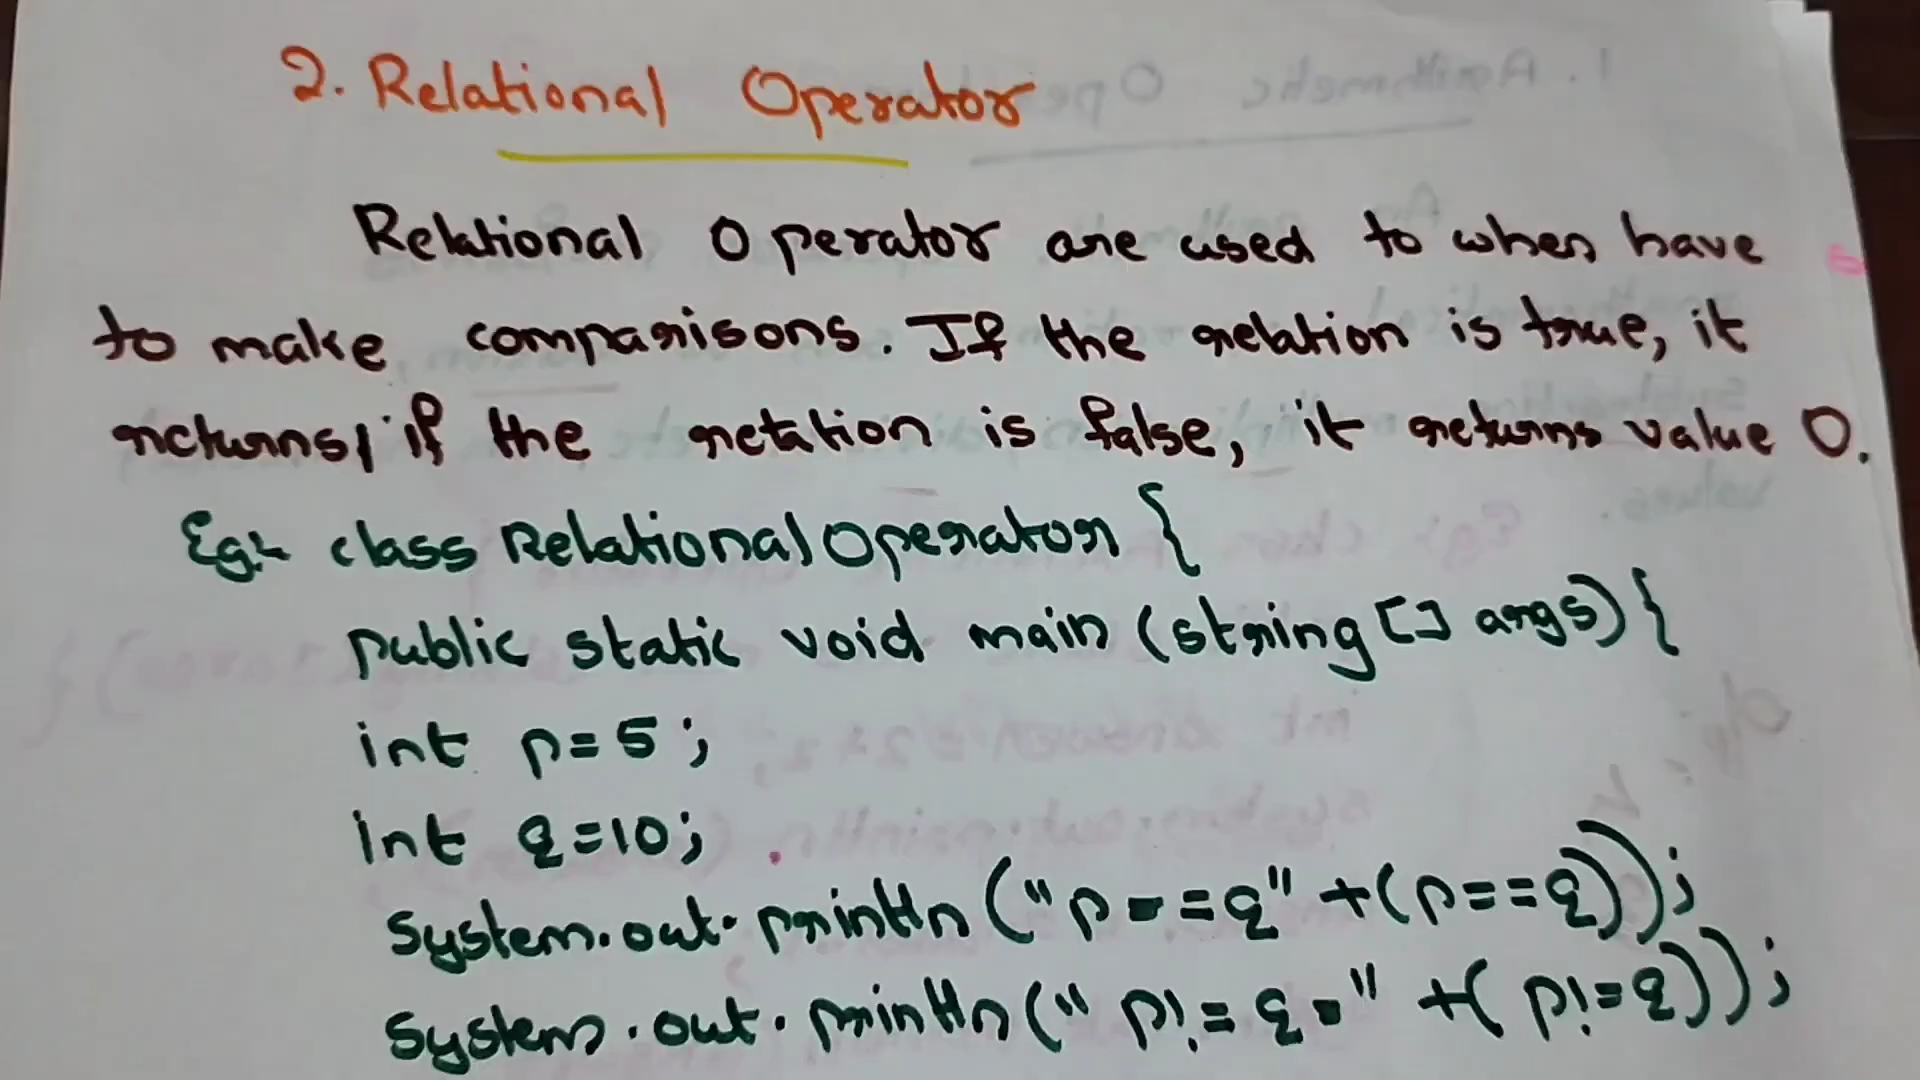 2. Relational Operator
Relational Operator are used to when have
to make comparisons. If the relation is true, it
returns, if the retation is false, it returns value 0.
Eg:- class RelationalOperator {
public static void main (string [] args) {
int p=5;
int q=10;
system.out.println ("p==q" +(p==q));
system.out.println (" p!=q=" +( p!=q));